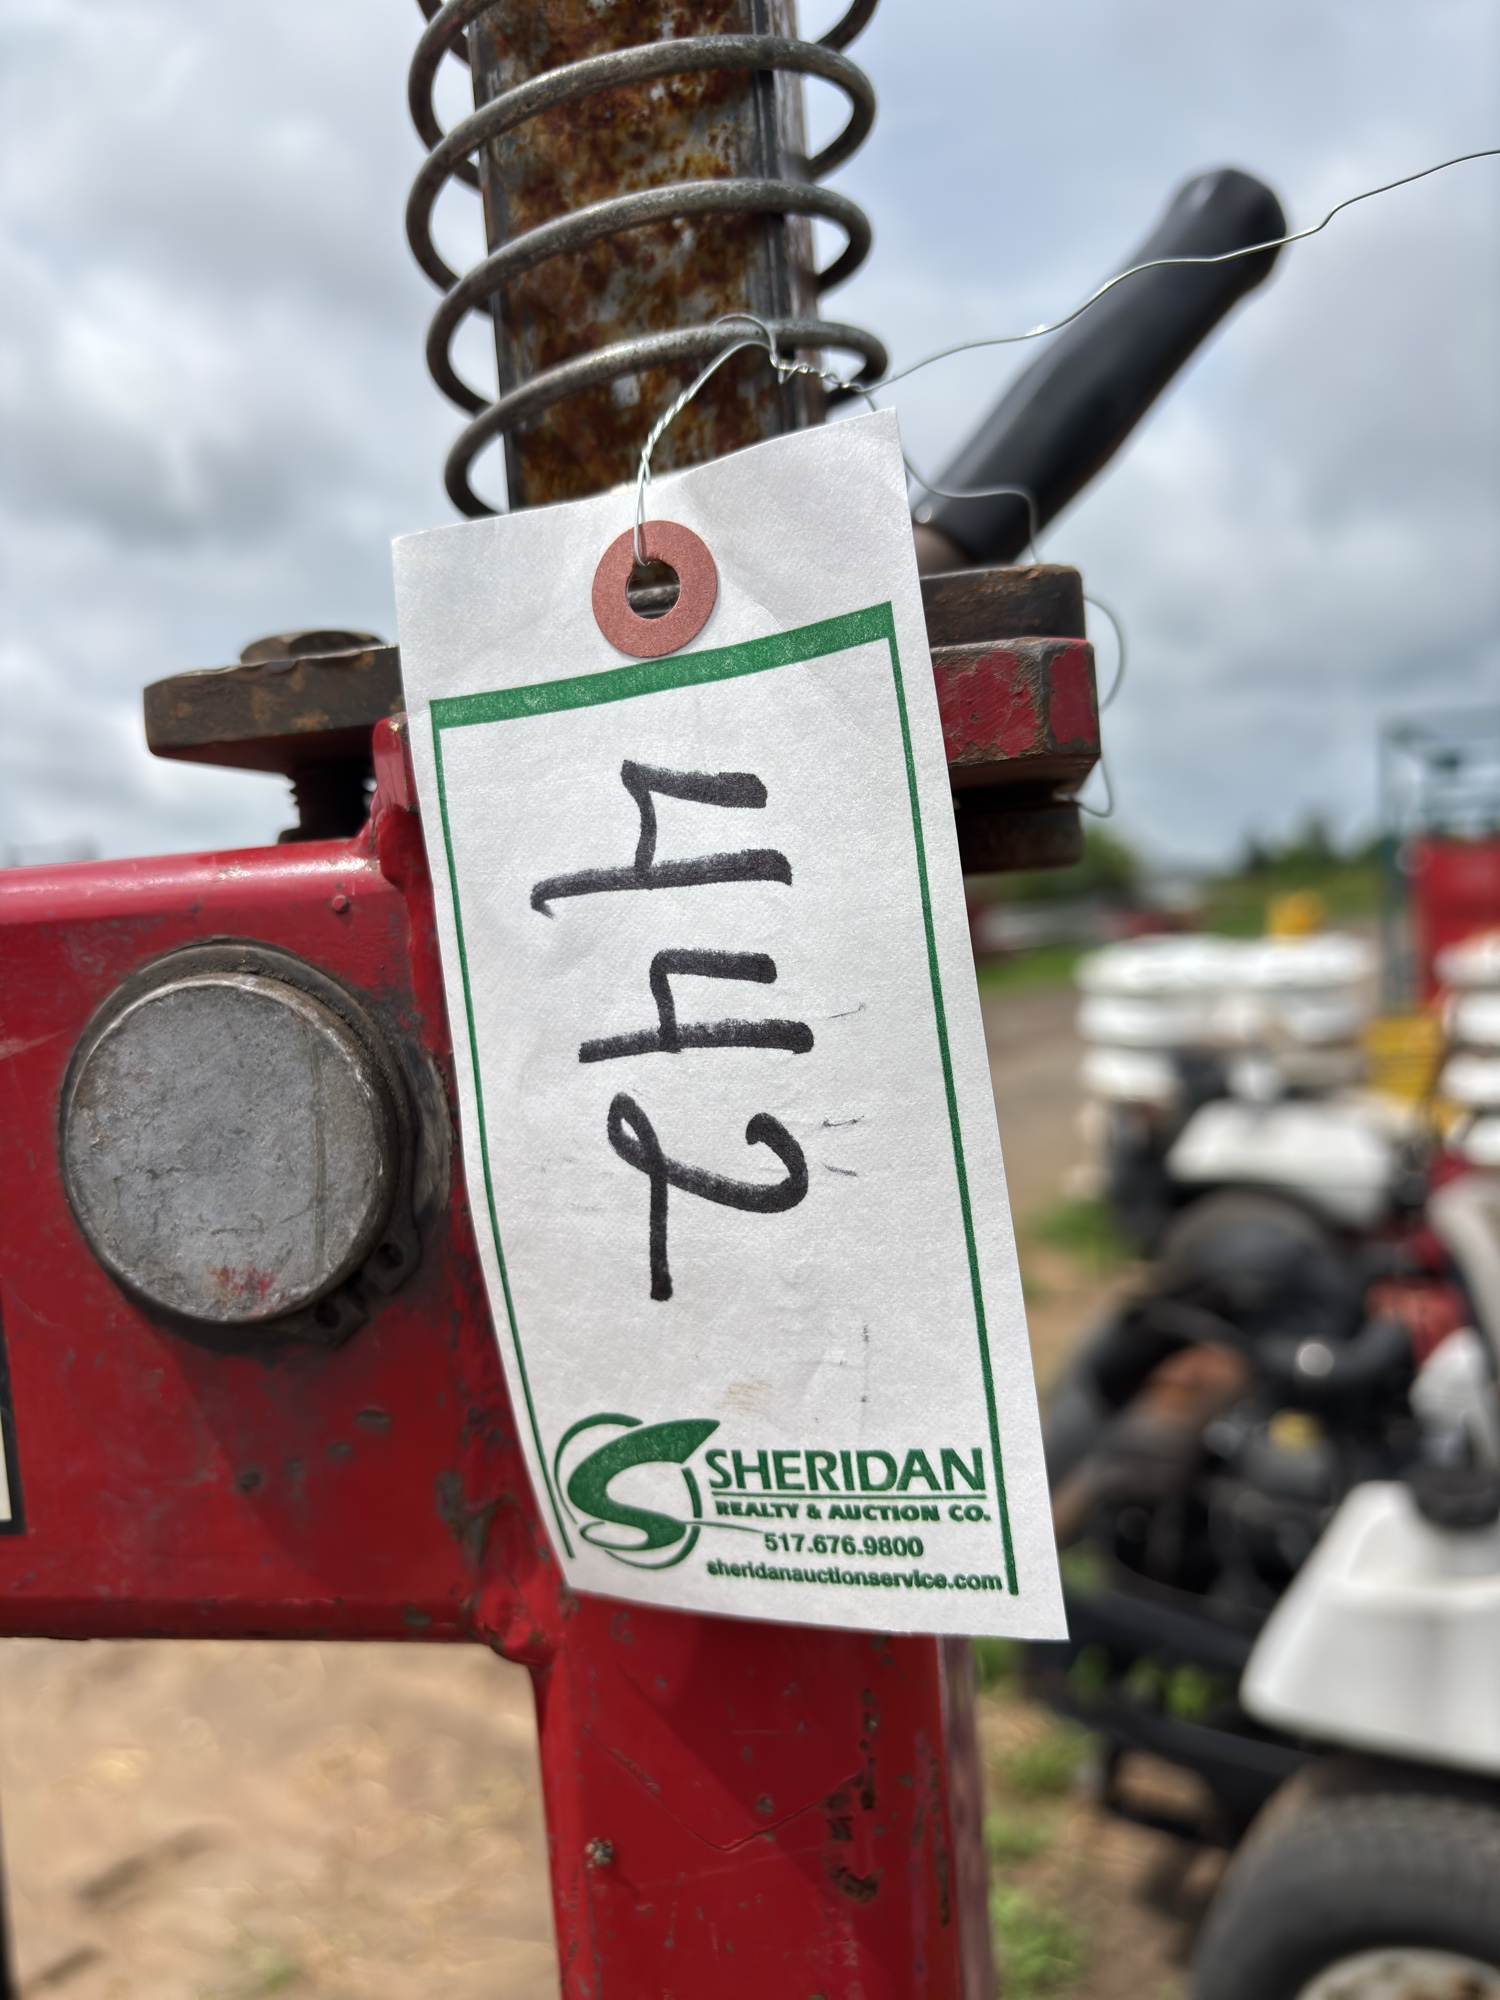 442
SHERIDAN
REALTY & AUCTION CO.
517.676.9800
sheridanauctionservice.com